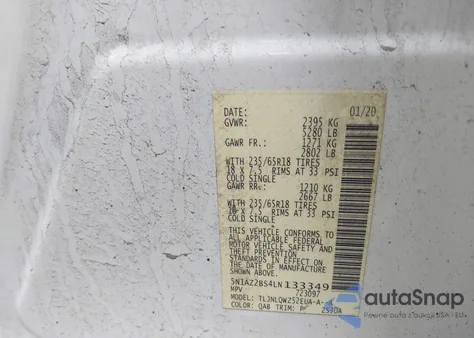 DATE: 01/20
GVWR: 2395 KG
5280 LB
GAWR FR.: 1271 KG
2802 LB
WITH 235/65R18 TIRES
18 x 7.5 RIMS AT 33 PSI
COLD SINGLE
GAWR RR.: 1210 KG
2667 LB
WITH 235/65R18 TIRES
18 x 7.5 RIMS AT 33 PSI
COLD SINGLE
THIS VEHICLE CONFORMS TO
ALL APPLICABLE FEDERAL
MOTOR VEHICLE SAFETY, BUMPER
AND THEFT PREVENTION
STANDARDS IN EFFECT ON THE
DATE OF MANUFACTURE SHOWN
ABOVE.
5N1AZ2BS4LN133349
MPV 723097
MODEL: TLJNLQWZ52EUA-A-
COLOR: QAB TRIM:
autoSnap